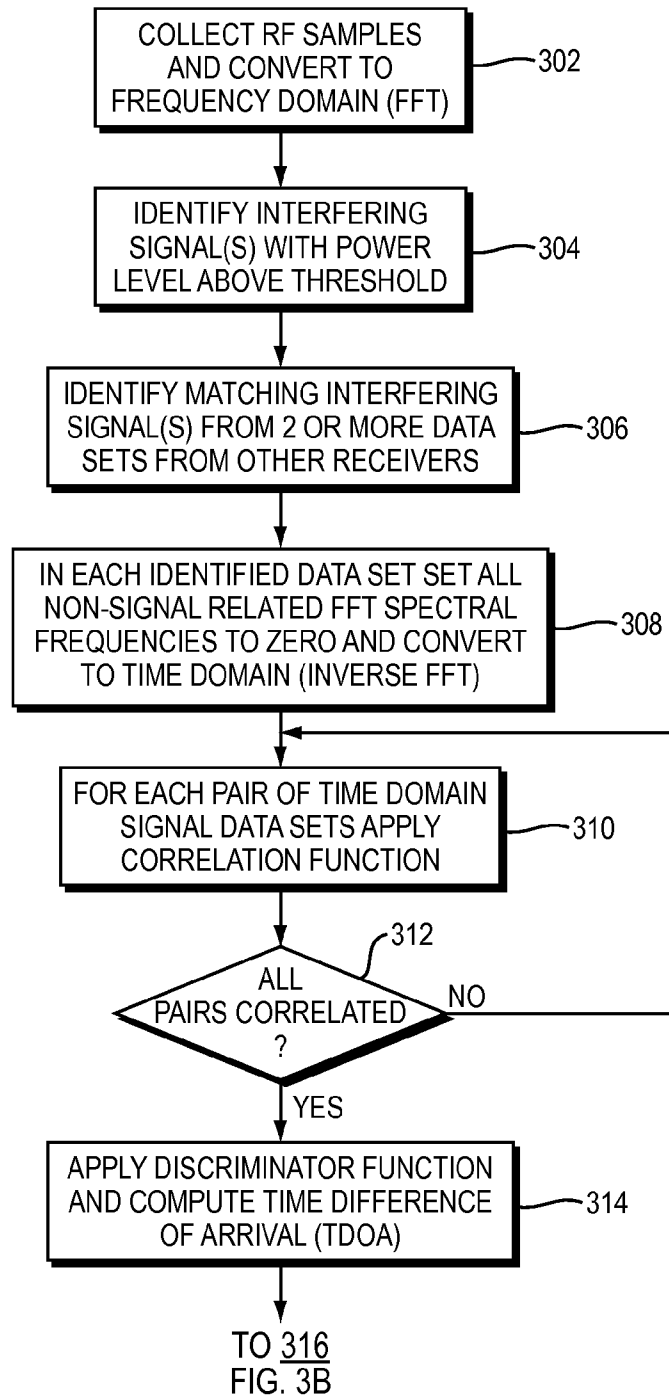 COLLECT RF SAMPLES
AND CONVERT TO
FREQUENCY DOMAIN (FFT)
302
IDENTIFY INTERFERING
SIGNAL(S) WITH POWER
LEVEL ABOVE THRESHOLD
304
IDENTIFY MATCHING INTERFERING
SIGNAL(S) FROM 2 OR MORE DATA
SETS FROM OTHER RECEIVERS
306
IN EACH IDENTIFIED DATA SET SET ALL
NON-SIGNAL RELATED FFT SPECTRAL
FREQUENCIES TO ZERO AND CONVERT
TO TIME DOMAIN (INVERSE FFT)
308
FOR EACH PAIR OF TIME DOMAIN
SIGNAL DATA SETS APPLY
CORRELATION FUNCTION
310
312
ALL
PAIRS CORRELATED
?
NO
YES
APPLY DISCRIMINATOR FUNCTION
AND COMPUTE TIME DIFFERENCE
OF ARRIVAL (TDOA)
314
TO 316
FIG. 3B